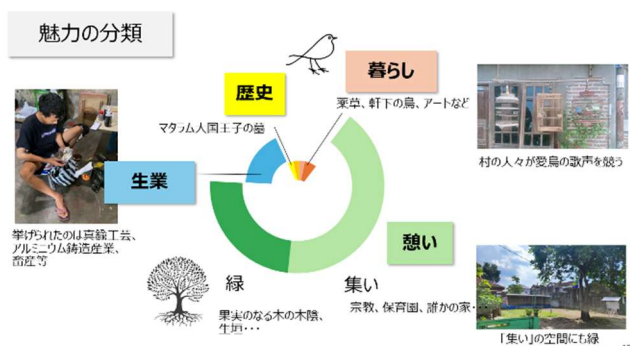 魅力の分類
暮らし
薬草、軒下の鳥、アートなど
歴史
マタラム人国王子の墓
生業
挙げられたのは真鍮工芸、
アルミニウム鋳造産業、
畜産等
村の人々が愛鳥の歌声を競う
憩い
緑
果実のなる木の木陰、
生垣・・・
集い
宗教、保育園、誰かの家・・
「集い」の空間にも緑